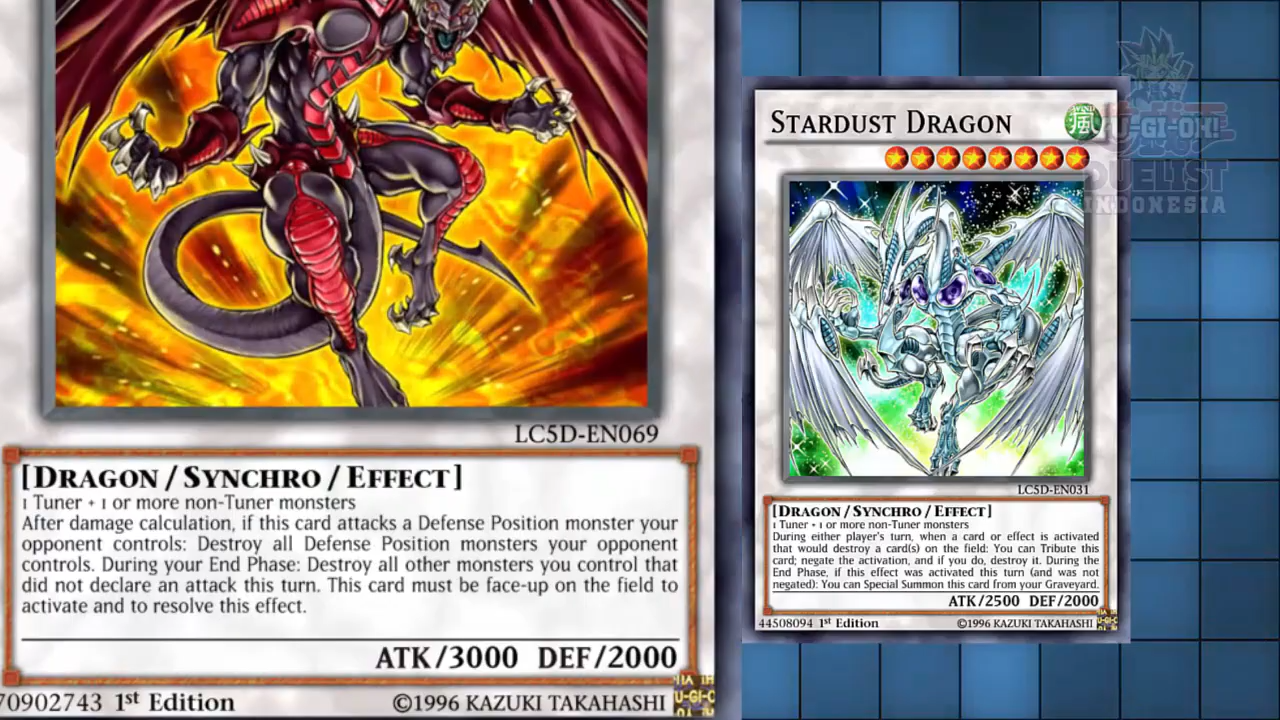 LC5D-EN069
[DRAGON / SYNCHRO / EFFECT]
1 Tuner + 1 or more non-Tuner monsters
After damage calculation, if this card attacks a Defense Position monster your
opponent controls: Destroy all Defense Position monsters your opponent
controls. During your End Phase: Destroy all other monsters you control that
did not declare an attack this turn. This card must be face-up on the field to
activate and to resolve this effect.
ATK/3000 DEF/2000
70902743 1st Edition
©1996 KAZUKI TAKAHASHI
STARDUST DRAGON
WIND
風
LC5D-EN031
[DRAGON / SYNCHRO / EFFECT]
1 Tuner + 1 or more non-Tuner monsters
During either player's turn, when a card or effect is activated
that would destroy a card(s) on the field: You can Tribute this
card; negate the activation, and if you do, destroy it. During the
End Phase, if this effect was activated this turn (and was not
negated): You can Special Summon this card from your Graveyard.
ATK/2500 DEF/2000
44508094 1st Edition
©1996 KAZUKI TAKAHASHI
YU-GI-OH!
DUELIST
INDONESIA